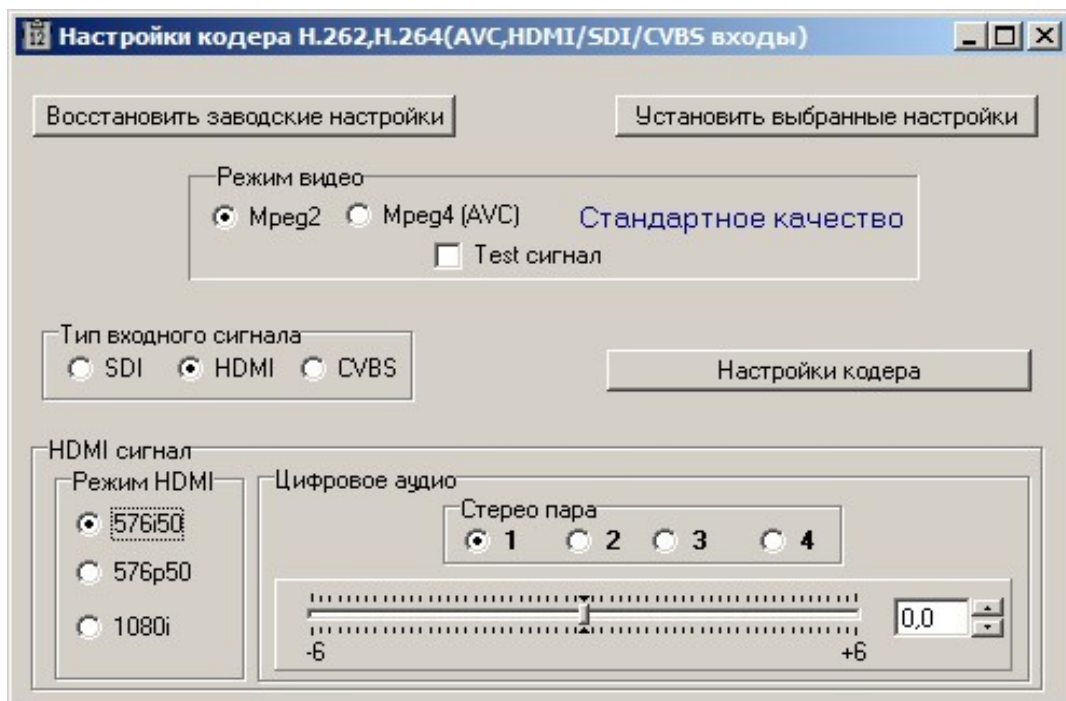 Настройки кодера H.262,H.264(AVC,HDMI/SDI/CVBS входы)
Восстановить заводские настройки Установить выбранные настройки
Режим видео
Mpeg2 Mpeg4 (AVC) Стандартное качество
Test сигнал
Тип входного сигнала
SDI HDMI CVBS Настройки кодера
HDMI сигнал
Режим HDMI Цифровое аудио
Стерео пара
576i50 1 2 3 4
576p50
1080i 0,0
-6 +6